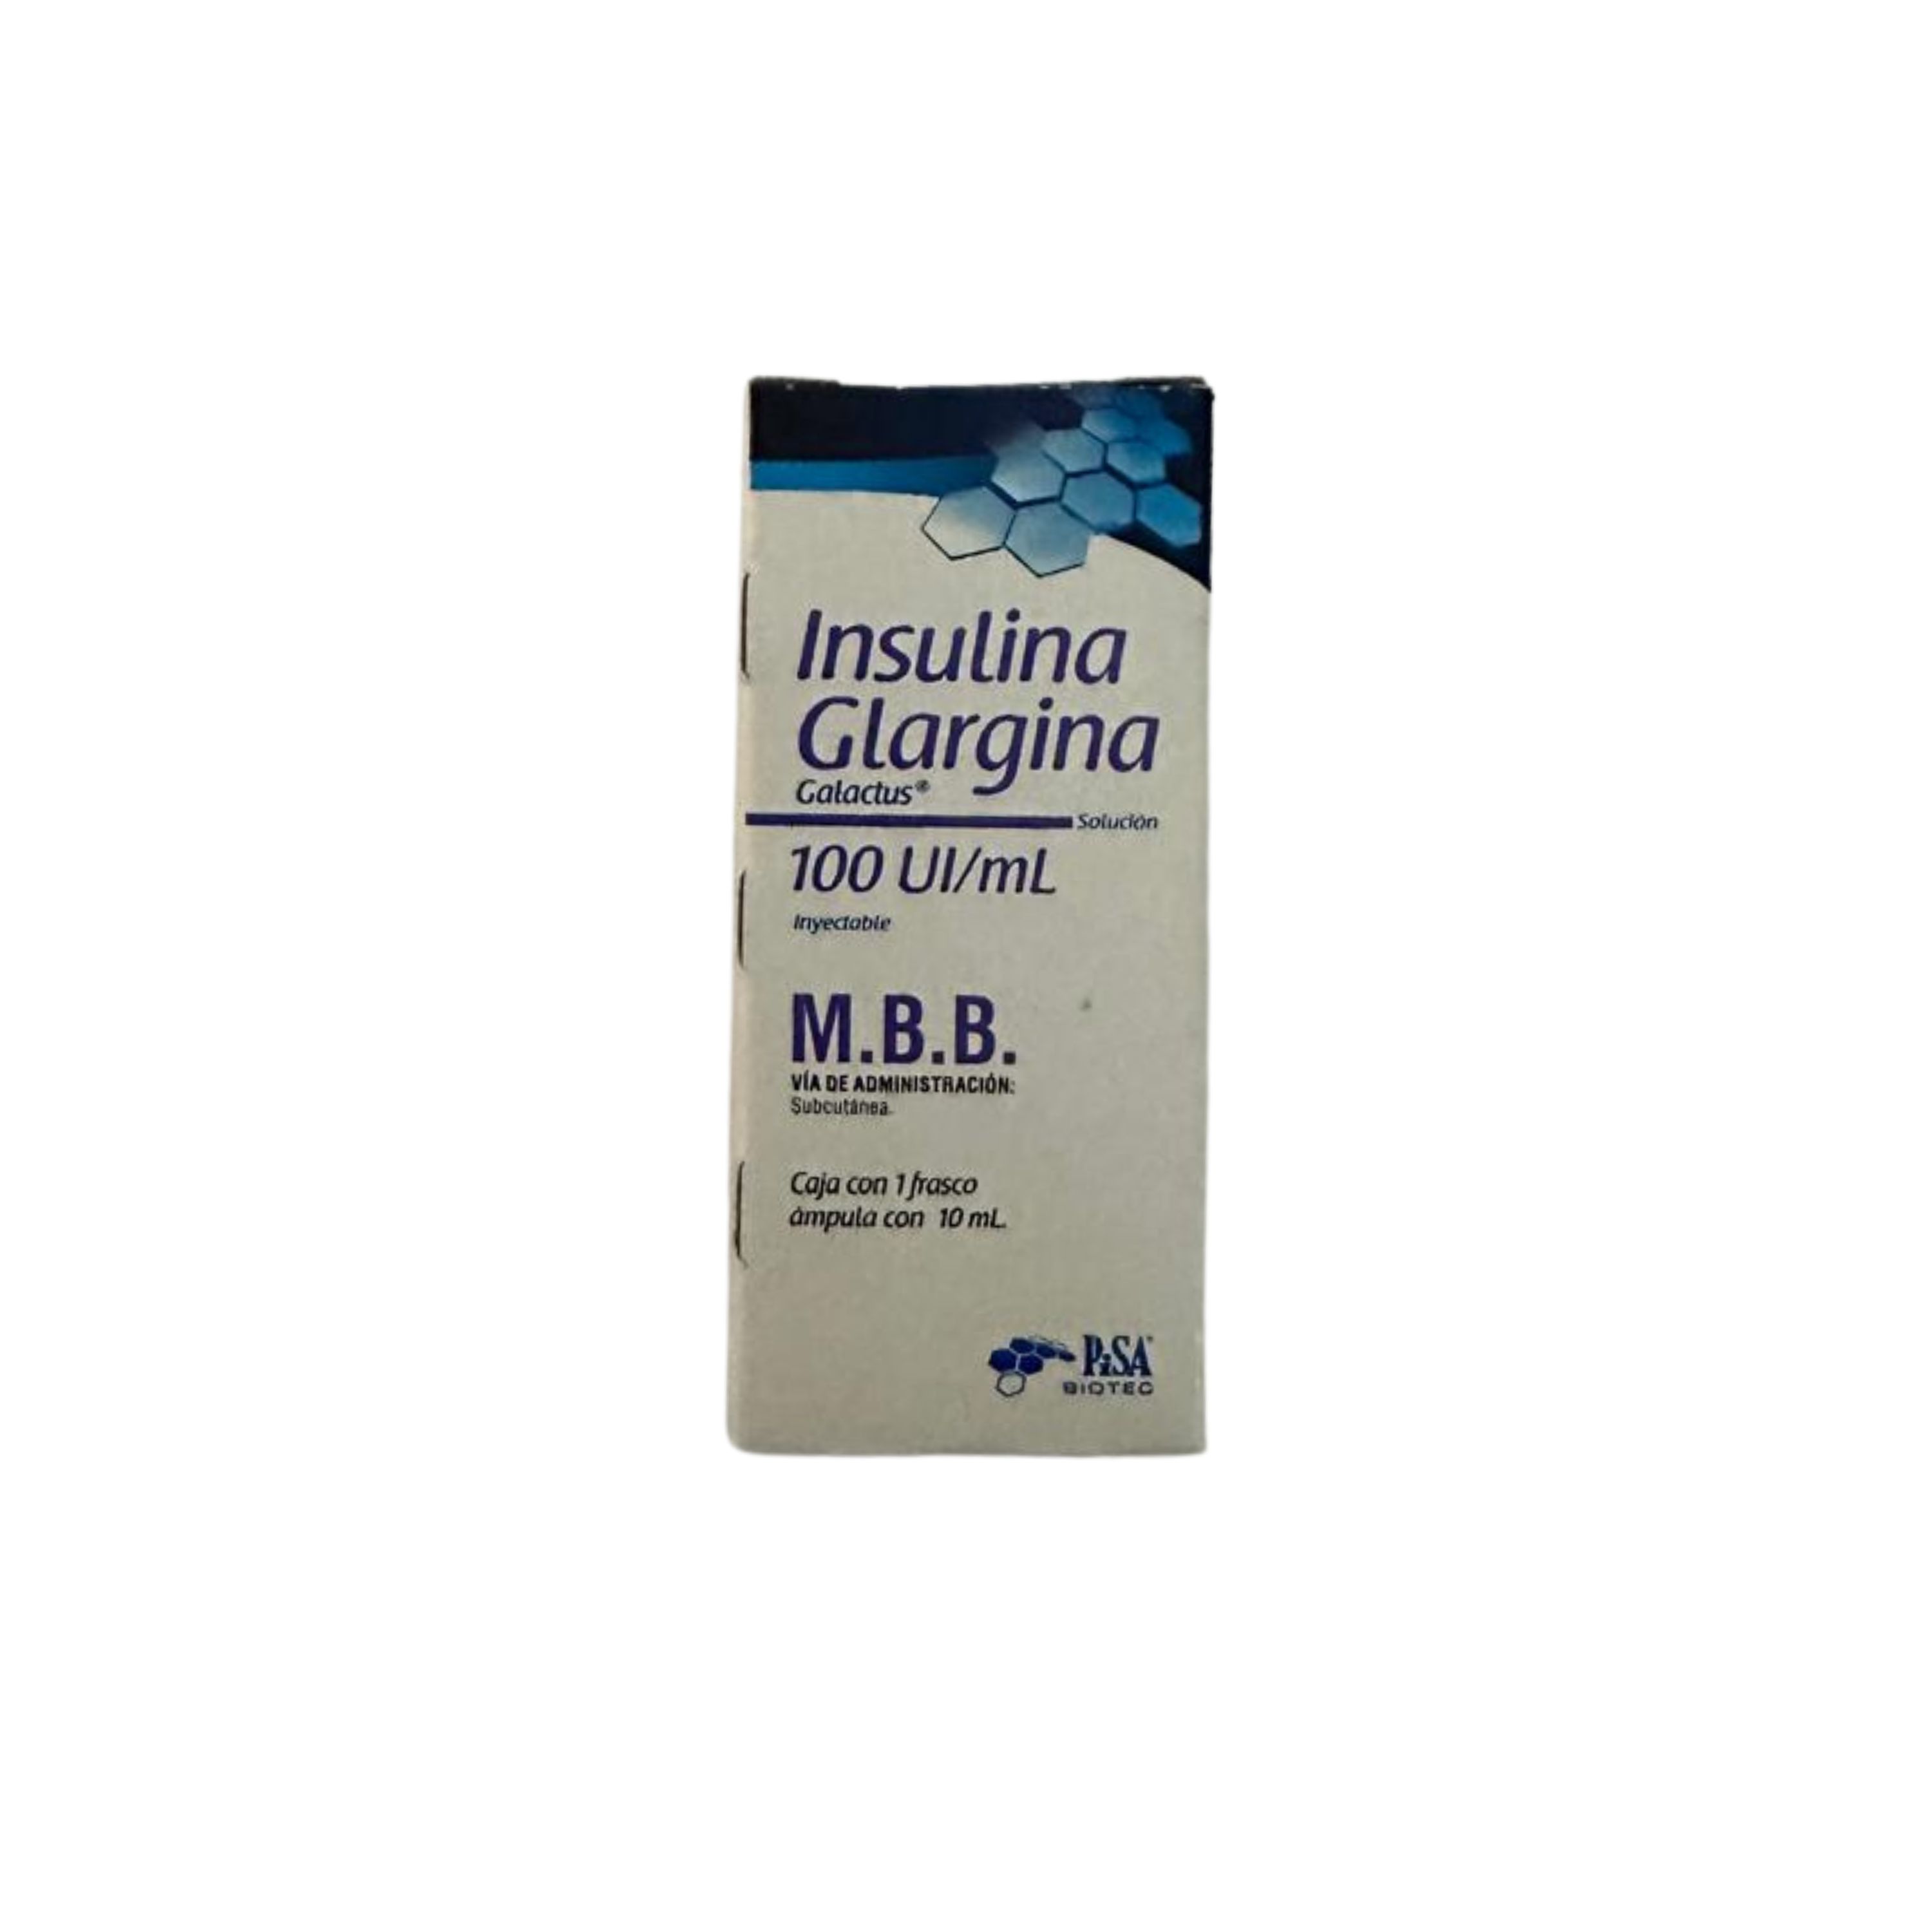 Insulina
Glargina
Galactus®
Solución
100 UI/mL
Inyectable
M.B.B.
VÍA DE ADMINISTRACIÓN:
Subcutánea.
Caja con 1 frasco
ámpula con 10 mL.
PiSA®
BIOTEC